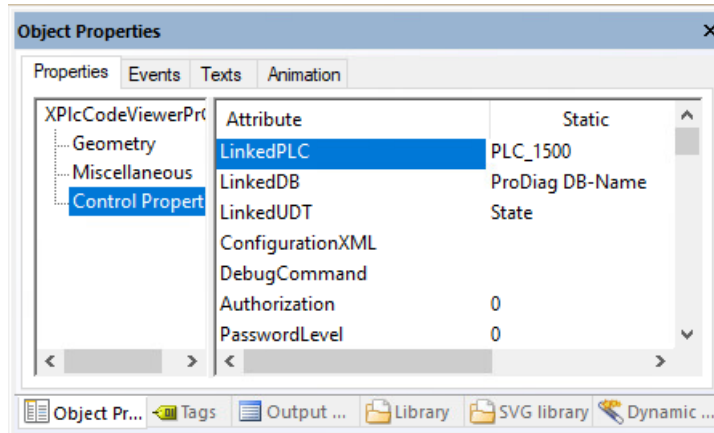 Object Properties
Properties Events Texts Animation
XPlcCodeViewerPr
Geometry
Miscellaneous
Control Propert
Attribute Static
LinkedPLC PLC_1500
LinkedDB ProDiag DB-Name
LinkedUDT State
ConfigurationXML
DebugCommand
Authorization 0
PasswordLevel 0
Object Pr... Tags Output ... Library SVG library Dynamic ...